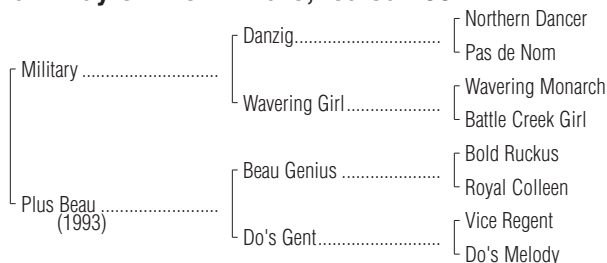 Northern Dancer
Danzig
Pas de Nom
Military
Wavering Monarch
Wavering Girl
Battle Creek Girl
Bold Ruckus
Beau Genius
Royal Colleen
Plus Beau
(1993)
Vice Regent
Do's Gent
Do's Melody